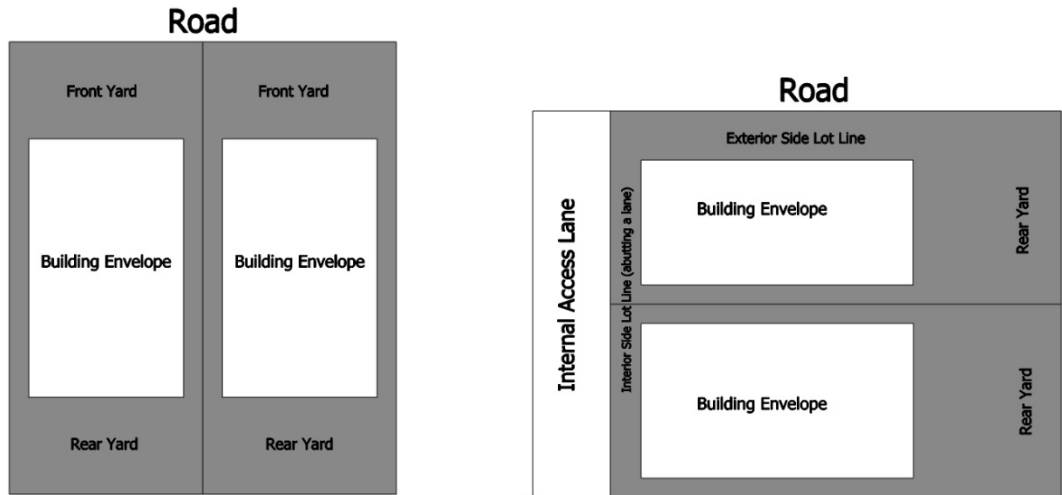 Road
Front Yard
Front Yard
Building Envelope
Building Envelope
Rear Yard
Rear Yard
Road
Internal Access Lane
Interior Side Lot Line (abutting a lane)
Exterior Side Lot Line
Building Envelope
Rear Yard
Building Envelope
Rear Yard